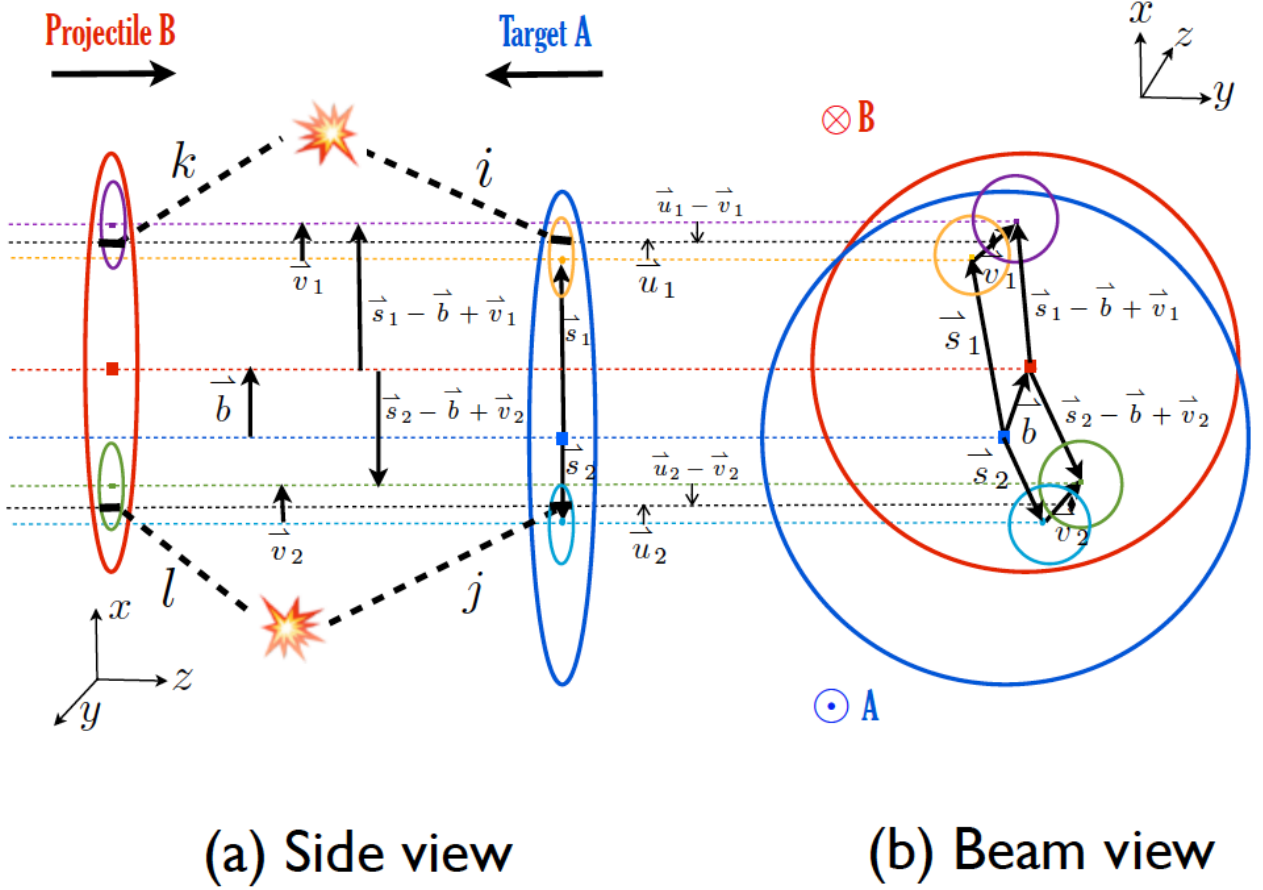 Projectile B
Target A
x
z
y
⊗ B
k
i
u⃗₁ − v⃗₁
v⃗₁
u⃗₁
v⃗₁
s⃗₁ − b⃗ + v⃗₁
s⃗₁
s⃗₁
s⃗₁ − b⃗ + v⃗₁
b⃗
s⃗₂ − b⃗ + v⃗₂
s⃗₂
u⃗₂ − v⃗₂
s⃗₂
b⃗
s⃗₂ − b⃗ + v⃗₂
v⃗₂
u⃗₂
v⃗₂
l
j
x
z
y
⊙ A
(a) Side view
(b) Beam view